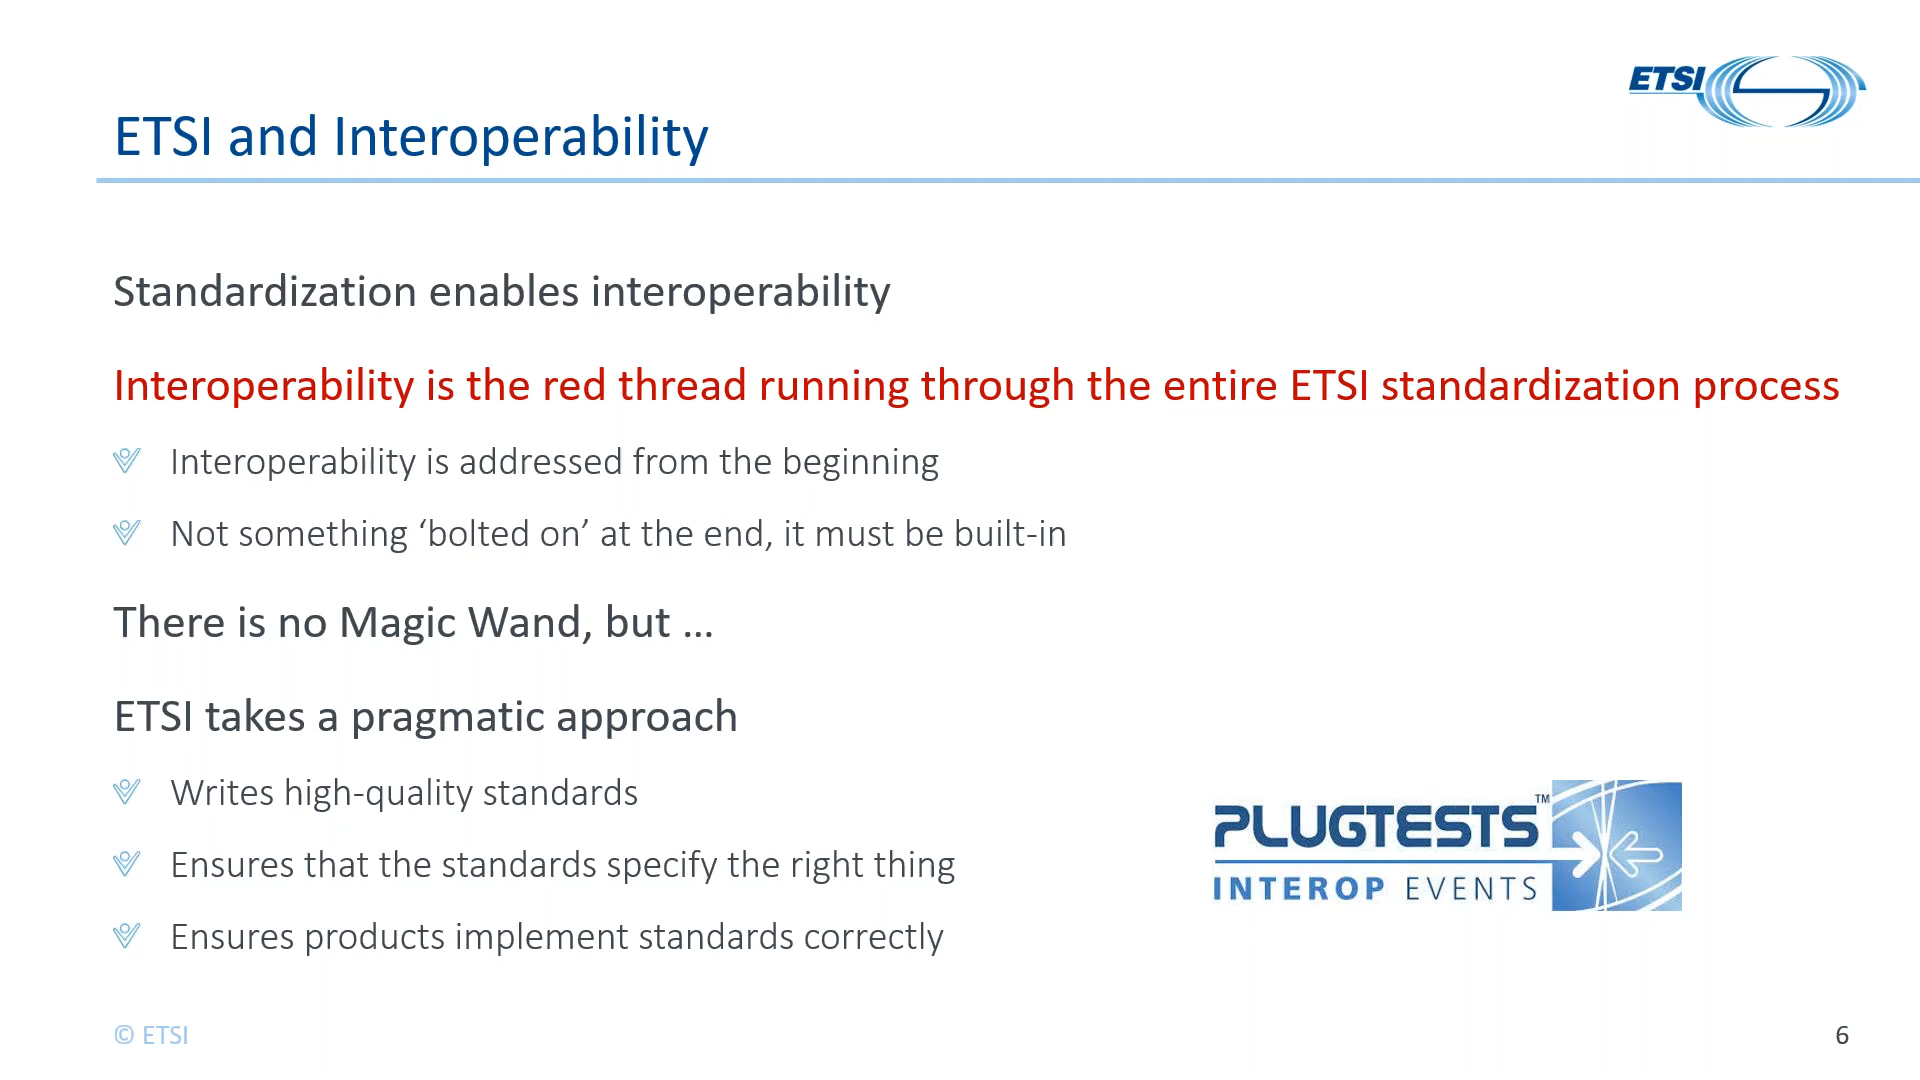 ETSI
ETSI and Interoperability
Standardization enables interoperability
Interoperability is the red thread running through the entire ETSI standardization process
Interoperability is addressed from the beginning
Not something ‘bolted on’ at the end, it must be built-in
There is no Magic Wand, but …
ETSI takes a pragmatic approach
Writes high-quality standards
Ensures that the standards specify the right thing
Ensures products implement standards correctly
PLUGTESTS™
INTEROP EVENTS
© ETSI
6